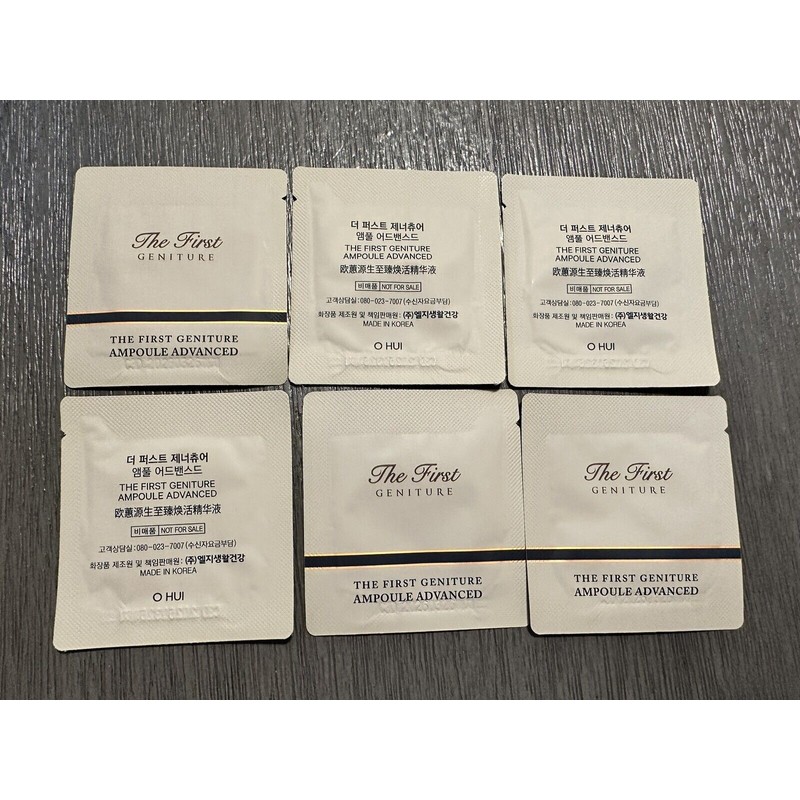 The First
GENITURE
THE FIRST GENITURE
AMPOULE ADVANCED
더 퍼스트 제너츄어
앰풀 어드밴스드
THE FIRST GENITURE
AMPOULE ADVANCED
欧蕙源生至臻焕活精华液
비매품 NOT FOR SALE
고객상담실:080-023-7007(수신자요금부담)
화장품 제조원 및 책임판매원: (주)엘지생활건강
MADE IN KOREA
O HUI
더 퍼스트 제너츄어
앰풀 어드밴스드
THE FIRST GENITURE
AMPOULE ADVANCED
欧蕙源生至臻焕活精华液
비매품 NOT FOR SALE
고객상담실:080-023-7007(수신자요금부담)
화장품 제조원 및 책임판매원: (주)엘지생활건강
MADE IN KOREA
O HUI
더 퍼스트 제너츄어
앰풀 어드밴스드
THE FIRST GENITURE
AMPOULE ADVANCED
欧蕙源生至臻焕活精华液
비매품 NOT FOR SALE
고객상담실:080-023-7007(수신자요금부담)
화장품 제조원 및 책임판매원: (주)엘지생활건강
MADE IN KOREA
O HUI
The First
GENITURE
THE FIRST GENITURE
AMPOULE ADVANCED
The First
GENITURE
THE FIRST GENITURE
AMPOULE ADVANCED